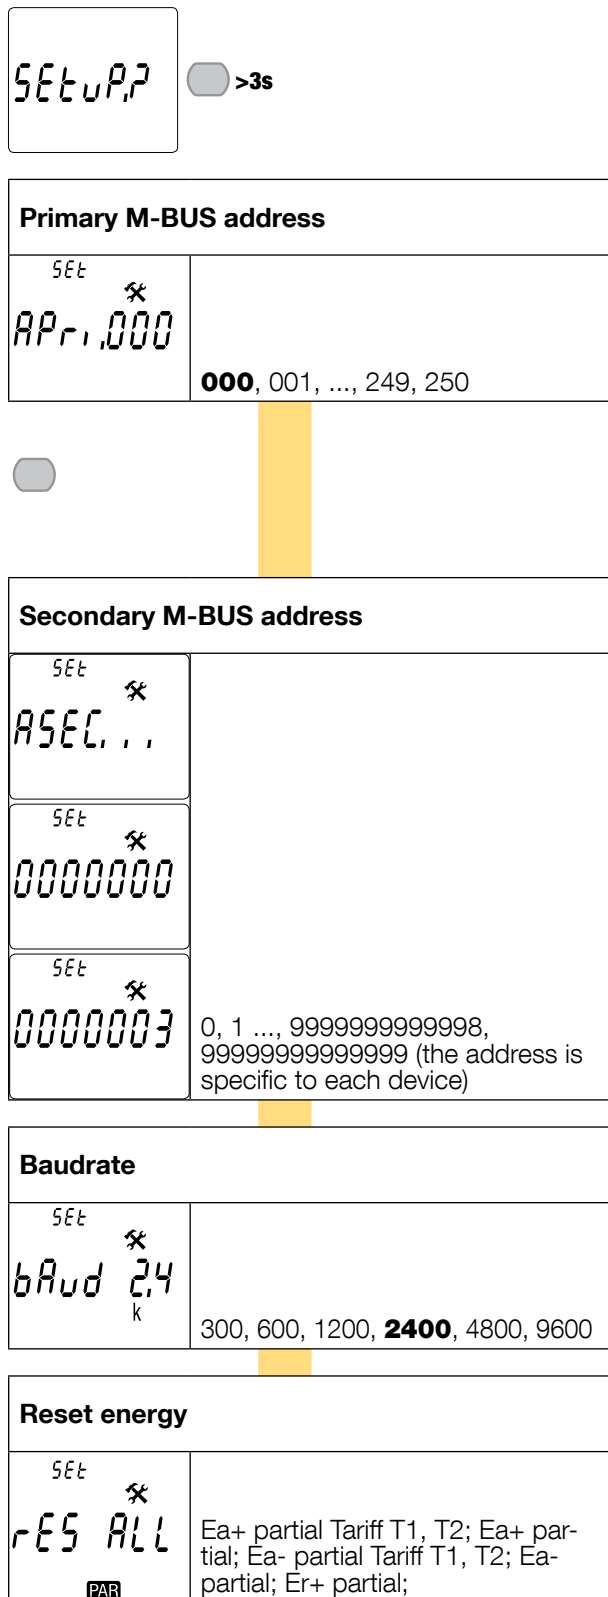 SEtuP,?
>3s
Primary M-BUS address
SEt
APri,000
000, 001, ..., 249, 250
Secondary M-BUS address
SEt
ASEC, , ,
SEt
0000000
SEt
0000003
0, 1 ..., 9999999999998,
99999999999999 (the address is
specific to each device)
Baudrate
SEt
bAud 2,4
k
300, 600, 1200, 2400, 4800, 9600
Reset energy
SEt
rES ALL
PAR
Ea+ partial Tariff T1, T2; Ea+ par-
tial; Ea- partial Tariff T1, T2; Ea-
partial; Er+ partial;